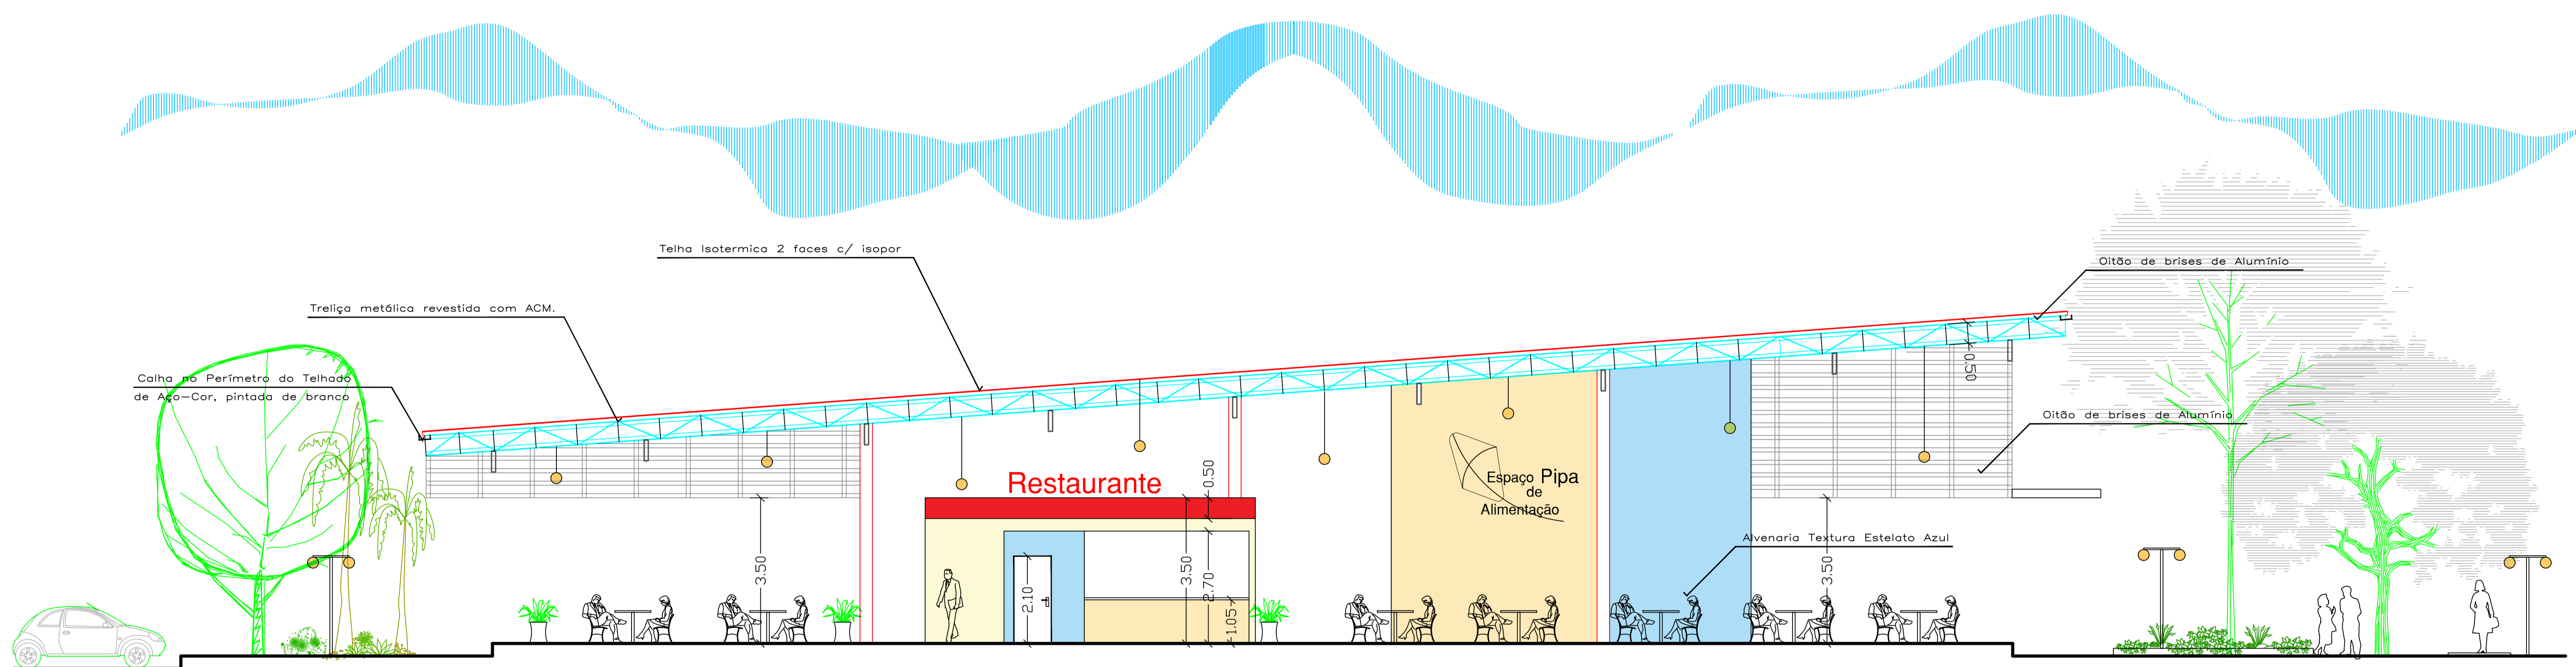 Telha Isotermica 2 faces c/ isopor
Oitão de brises de Alumínio
Treliça metálica revestida com ACM.
Calha no Perímetro do Telhado
de Aço-Cor, pintada de branco
0.50
Oitão de brises de Alumínio
Restaurante
0.50
Espaço Pipa
de
Alimentação
Alvenaria Textura Estelato Azul
3.50
2.10
3.50
2.70
1.05
3.50